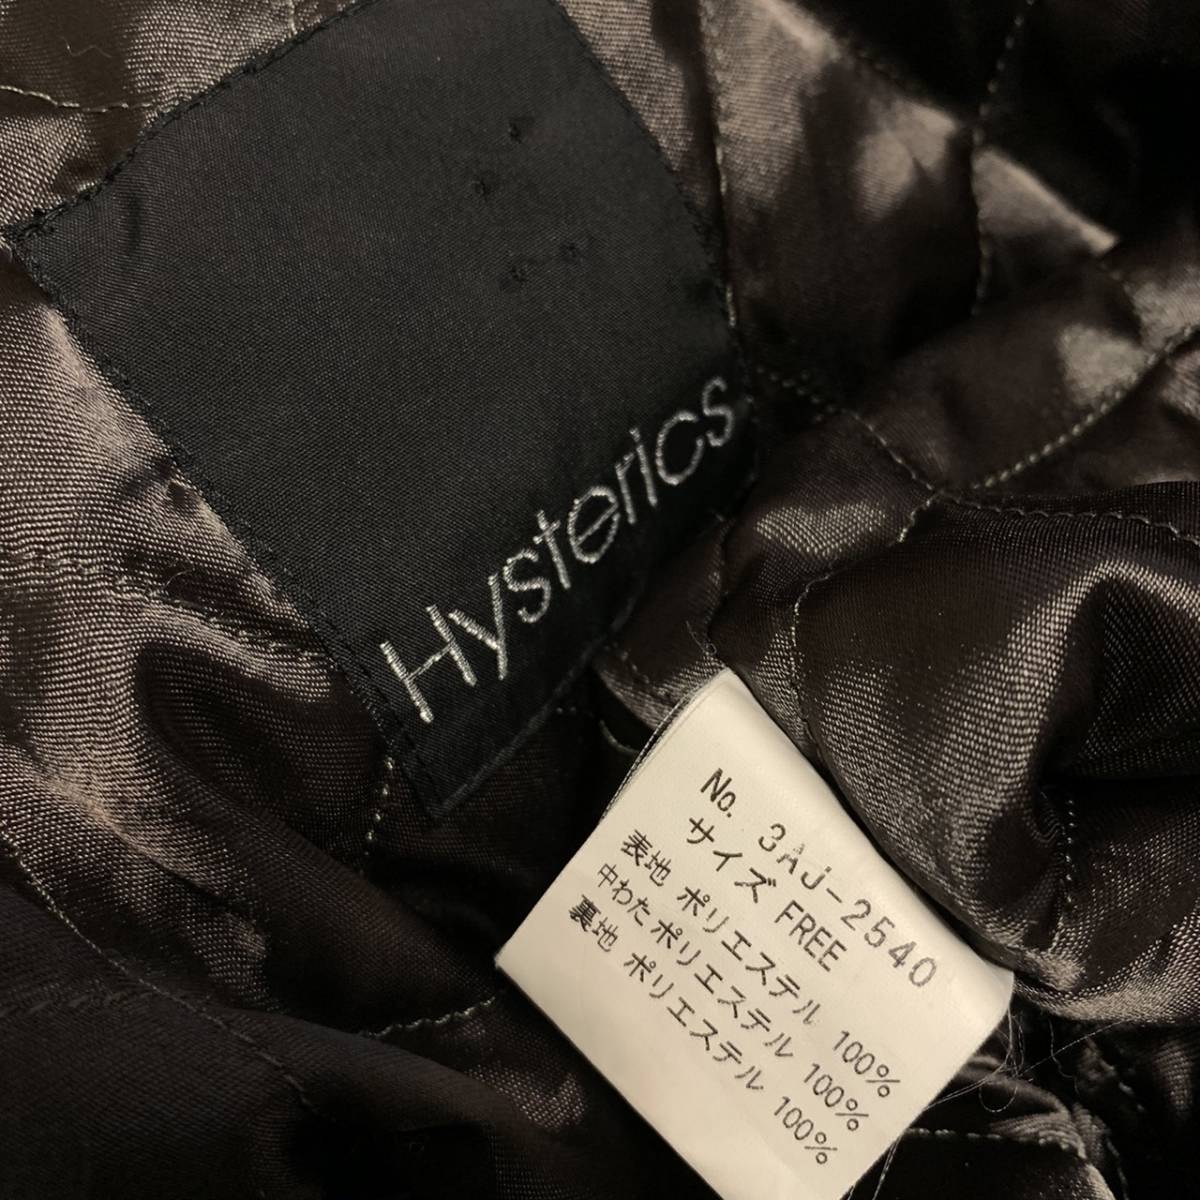 Hysterics
No. 3AJ-2540
サイズ FREE
表地 ポリエステル 100%
中わたポリエステル 100%
裏地 ポリエステル 100%